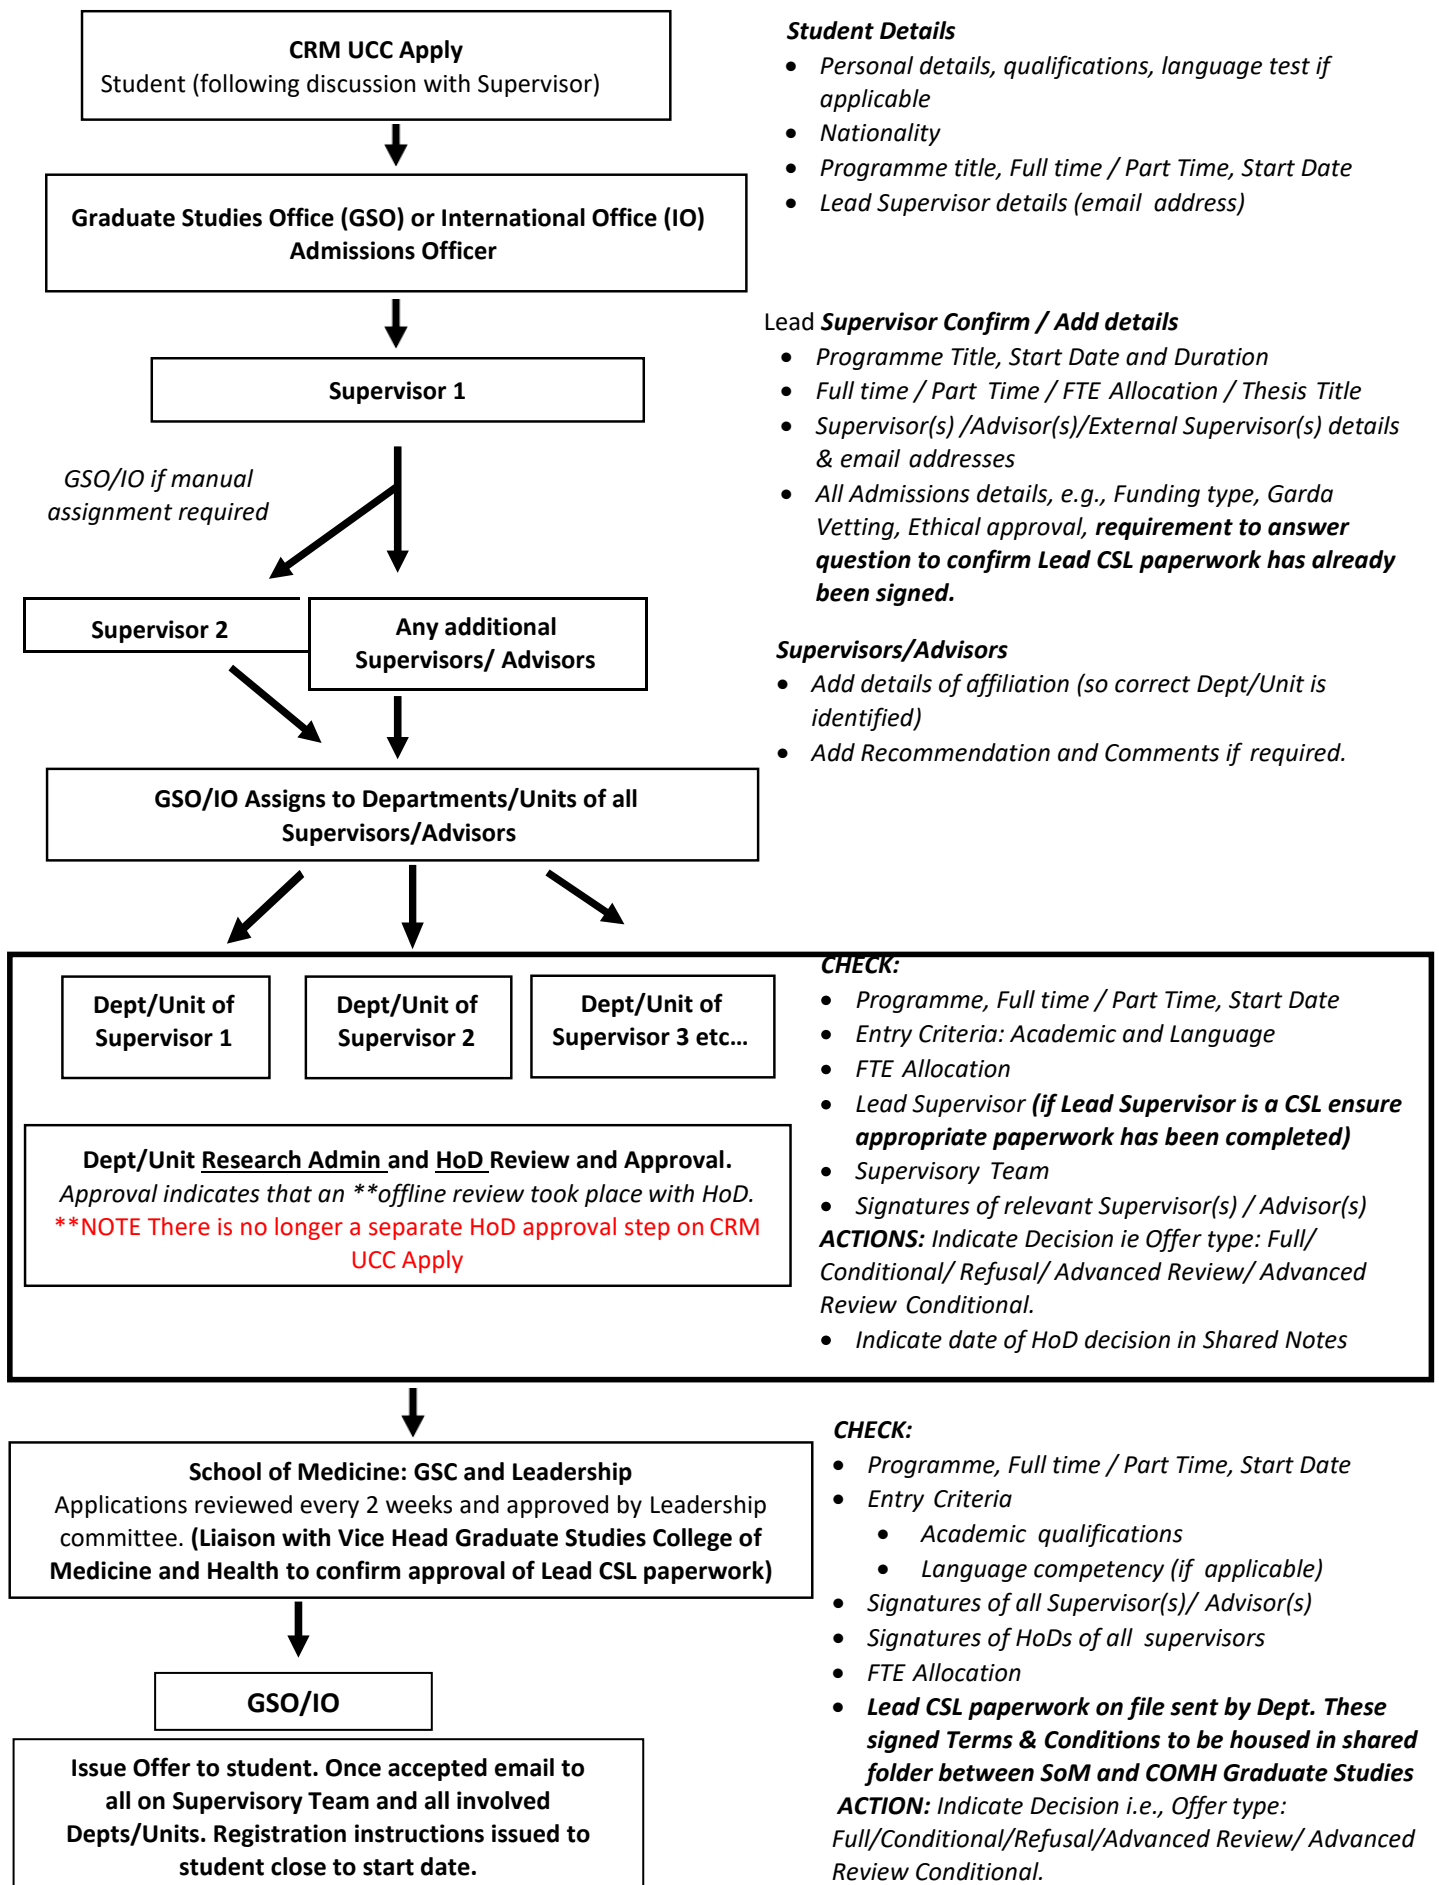 CRM UCC Apply
Student (following discussion with Supervisor)
Student Details
• Personal details, qualifications, language test if
applicable
• Nationality
• Programme title, Full time / Part Time, Start Date
• Lead Supervisor details (email address)
Graduate Studies Office (GSO) or International Office (IO)
Admissions Officer
Lead Supervisor Confirm / Add details
• Programme Title, Start Date and Duration
• Full time / Part Time / FTE Allocation / Thesis Title
• Supervisor(s) /Advisor(s)/External Supervisor(s) details
& email addresses
• All Admissions details, e.g., Funding type, Garda
Vetting, Ethical approval, requirement to answer
question to confirm Lead CSL paperwork has already
been signed.
Supervisor 1
GSO/IO if manual
assignment required
Supervisor 2
Any additional
Supervisors/ Advisors
Supervisors/Advisors
• Add details of affiliation (so correct Dept/Unit is
identified)
• Add Recommendation and Comments if required.
GSO/IO Assigns to Departments/Units of all
Supervisors/Advisors
Dept/Unit of
Supervisor 1
Dept/Unit of
Supervisor 2
Dept/Unit of
Supervisor 3 etc...
Dept/Unit Research Admin and HoD Review and Approval.
Approval indicates that an **offline review took place with HoD.
**NOTE There is no longer a separate HoD approval step on CRM
UCC Apply
CHECK:
• Programme, Full time / Part Time, Start Date
• Entry Criteria: Academic and Language
• FTE Allocation
• Lead Supervisor (if Lead Supervisor is a CSL ensure
appropriate paperwork has been completed)
• Supervisory Team
• Signatures of relevant Supervisor(s) / Advisor(s)
ACTIONS: Indicate Decision ie Offer type: Full/
Conditional/ Refusal/ Advanced Review/ Advanced
Review Conditional.
• Indicate date of HoD decision in Shared Notes
School of Medicine: GSC and Leadership
Applications reviewed every 2 weeks and approved by Leadership
committee. (Liaison with Vice Head Graduate Studies College of
Medicine and Health to confirm approval of Lead CSL paperwork)
GSO/IO
Issue Offer to student. Once accepted email to
all on Supervisory Team and all involved
Depts/Units. Registration instructions issued to
student close to start date.
CHECK:
• Programme, Full time / Part Time, Start Date
• Entry Criteria
• Academic qualifications
• Language competency (if applicable)
• Signatures of all Supervisor(s)/ Advisor(s)
• Signatures of HoDs of all supervisors
• FTE Allocation
• Lead CSL paperwork on file sent by Dept. These
signed Terms & Conditions to be housed in shared
folder between SoM and COMH Graduate Studies
ACTION: Indicate Decision i.e., Offer type:
Full/Conditional/Refusal/Advanced Review/ Advanced
Review Conditional.